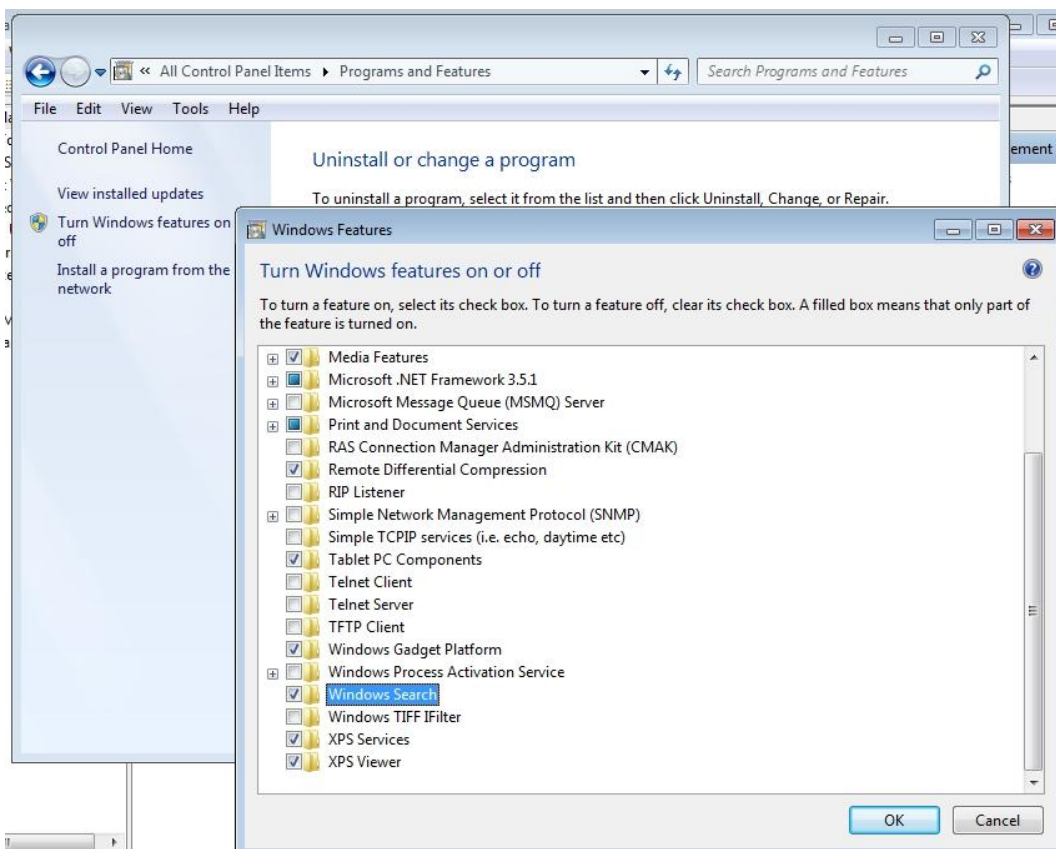 « All Control Panel Items ▸ Programs and Features
Search Programs and Features
File Edit View Tools Help
Control Panel Home
View installed updates
Turn Windows features on
off
Install a program from the
network
Uninstall or change a program
To uninstall a program, select it from the list and then click Uninstall, Change, or Repair.
ement
Windows Features
Turn Windows features on or off
To turn a feature on, select its check box. To turn a feature off, clear its check box. A filled box means that only part of
the feature is turned on.
Media Features
Microsoft .NET Framework 3.5.1
Microsoft Message Queue (MSMQ) Server
Print and Document Services
RAS Connection Manager Administration Kit (CMAK)
Remote Differential Compression
RIP Listener
Simple Network Management Protocol (SNMP)
Simple TCPIP services (i.e. echo, daytime etc)
Tablet PC Components
Telnet Client
Telnet Server
TFTP Client
Windows Gadget Platform
Windows Process Activation Service
Windows Search
Windows TIFF IFilter
XPS Services
XPS Viewer
OK Cancel